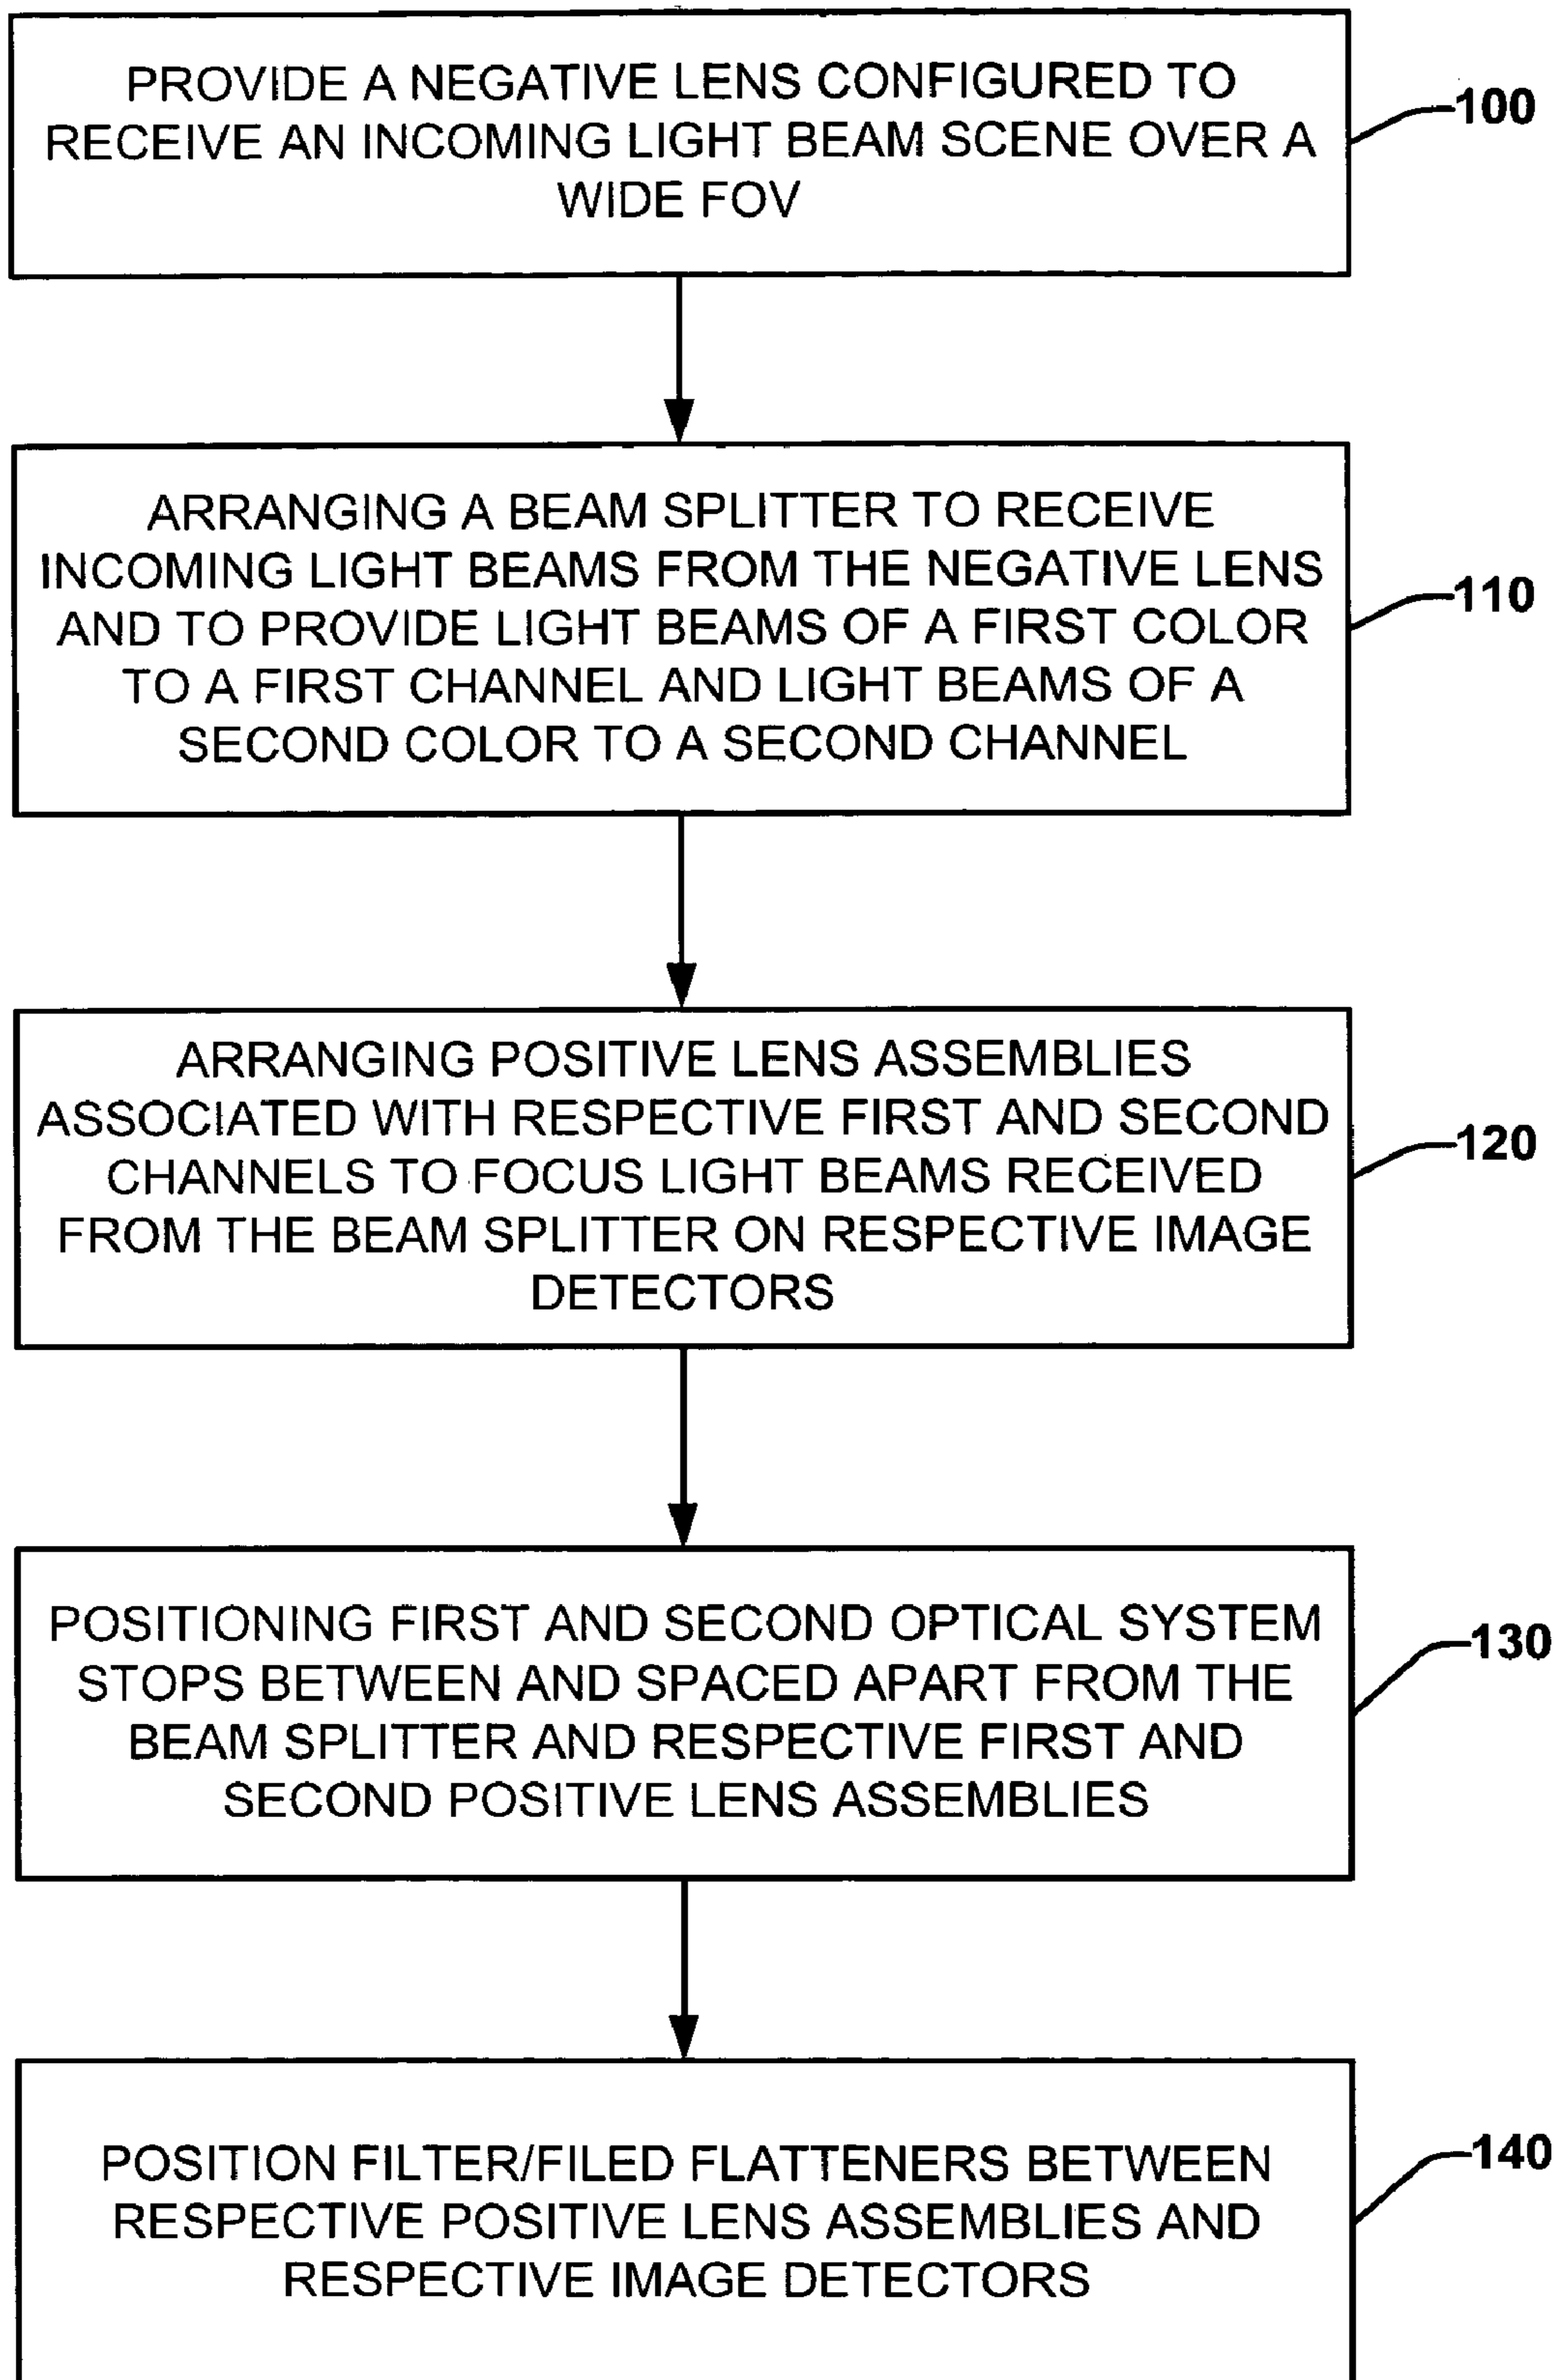 PROVIDE A NEGATIVE LENS CONFIGURED TO
RECEIVE AN INCOMING LIGHT BEAM SCENE OVER A
WIDE FOV
100
ARRANGING A BEAM SPLITTER TO RECEIVE
INCOMING LIGHT BEAMS FROM THE NEGATIVE LENS
AND TO PROVIDE LIGHT BEAMS OF A FIRST COLOR
TO A FIRST CHANNEL AND LIGHT BEAMS OF A
SECOND COLOR TO A SECOND CHANNEL
110
ARRANGING POSITIVE LENS ASSEMBLIES
ASSOCIATED WITH RESPECTIVE FIRST AND SECOND
CHANNELS TO FOCUS LIGHT BEAMS RECEIVED
FROM THE BEAM SPLITTER ON RESPECTIVE IMAGE
DETECTORS
120
POSITIONING FIRST AND SECOND OPTICAL SYSTEM
STOPS BETWEEN AND SPACED APART FROM THE
BEAM SPLITTER AND RESPECTIVE FIRST AND
SECOND POSITIVE LENS ASSEMBLIES
130
POSITION FILTER/FILED FLATTENERS BETWEEN
RESPECTIVE POSITIVE LENS ASSEMBLIES AND
RESPECTIVE IMAGE DETECTORS
140